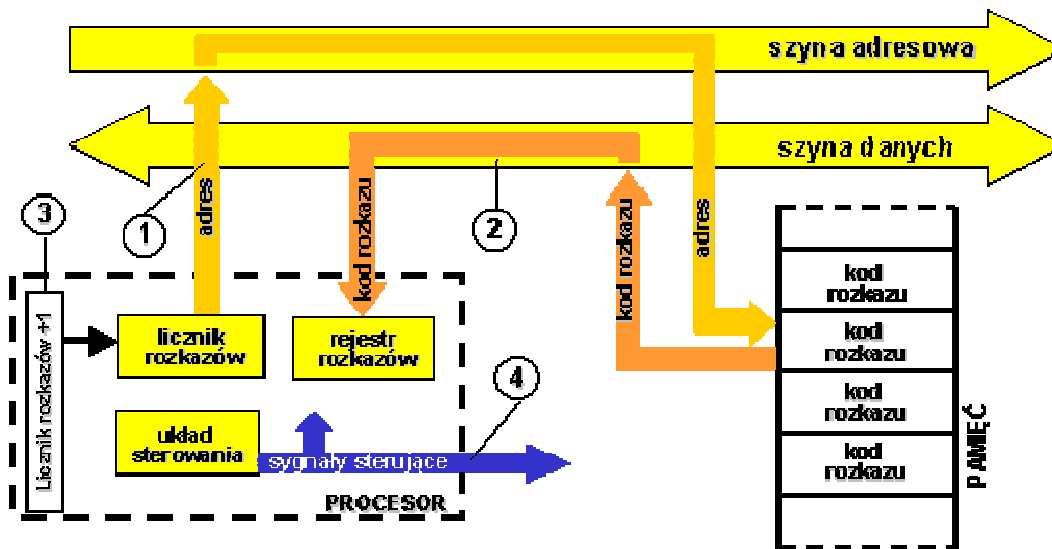 szyna adresowa
szyna danych
3
1
2
adres
kod rozkazu
kod rozkazu
adres
Licznik rozkazów +1
licznik
rozkazów
rejestr
rozkazów
4
układ
sterowania
sygnały sterujące
PROCESOR
kod
rozkazu
kod
rozkazu
kod
rozkazu
kod
rozkazu
PAMIĘĆ